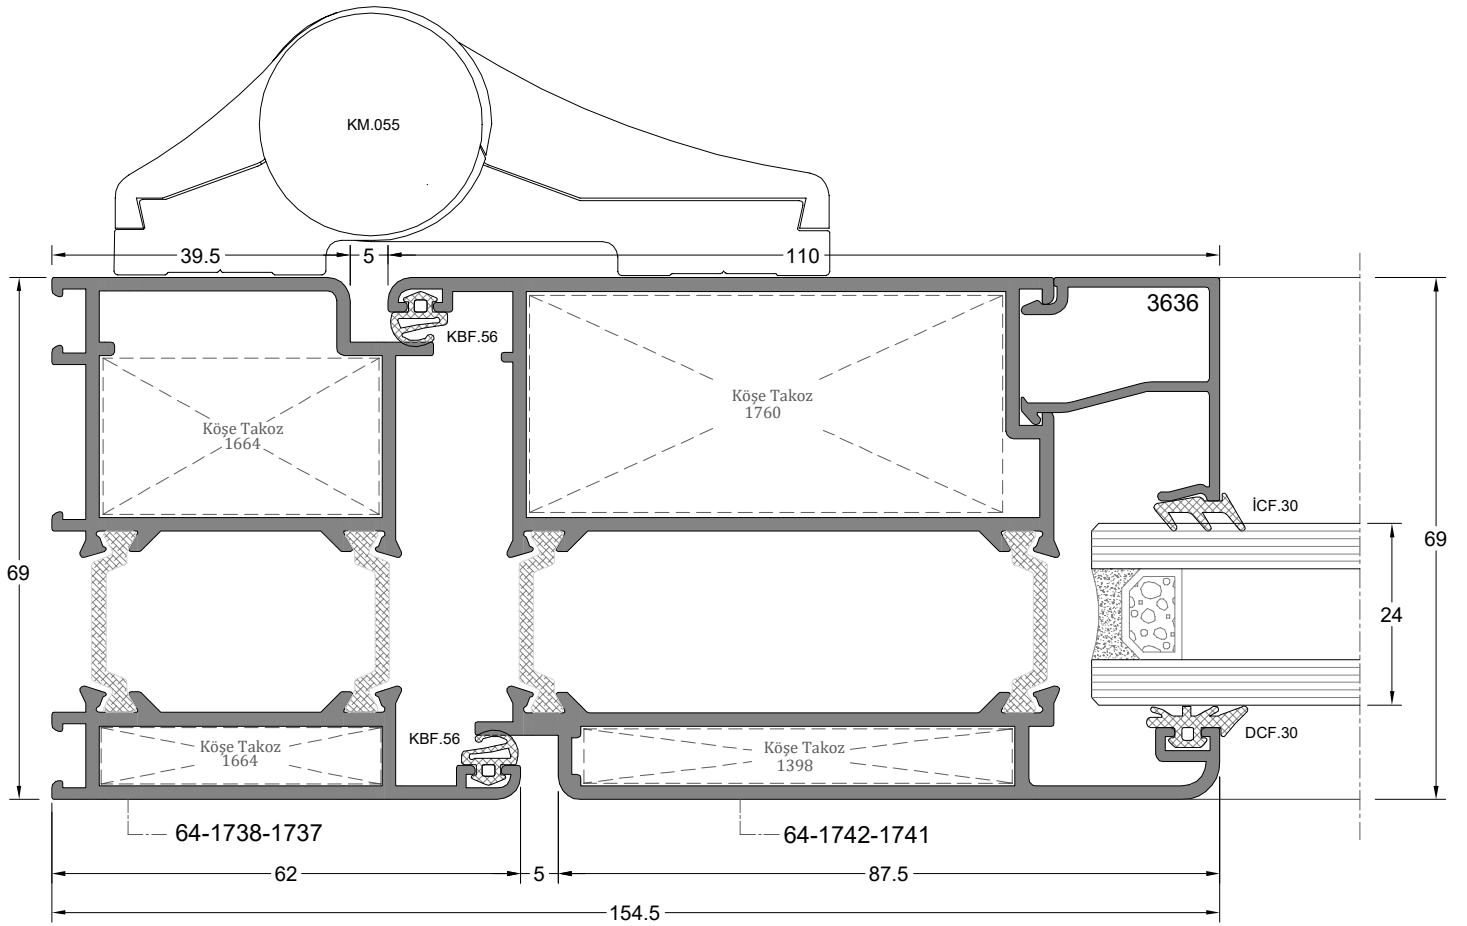 KM.055
39.5
5
110
3636
KBF.56
Köşe Takoz
1760
Köşe Takoz
1664
İCF.30
69
69
24
KBF.56
DCF.30
Köşe Takoz
1664
Köşe Takoz
1398
64-1738-1737
64-1742-1741
62
5
87.5
154.5